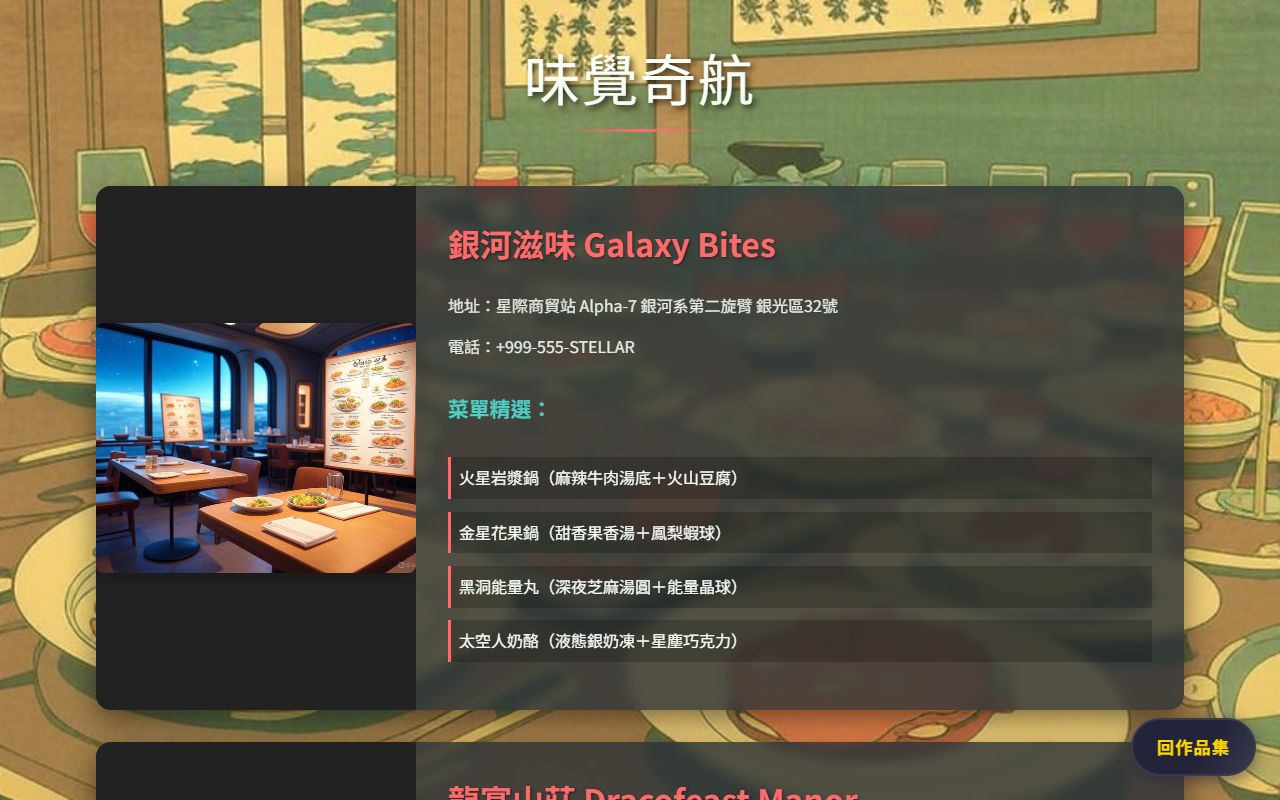 味覺奇航
銀河滋味 Galaxy Bites
地址：星際商貿站 Alpha-7 銀河系第二旋臂 銀光區32號
電話：+999-555-STELLAR
菜單精選：
火星岩漿鍋（麻辣牛肉湯底＋火山豆腐）
金星花果鍋（甜香果香湯＋鳳梨蝦球）
黑洞能量丸（深夜芝麻湯圓＋能量晶球）
太空人奶酪（液態銀奶凍＋星塵巧克力）
回作品集
龍宴山莊 Dracofeast Manor